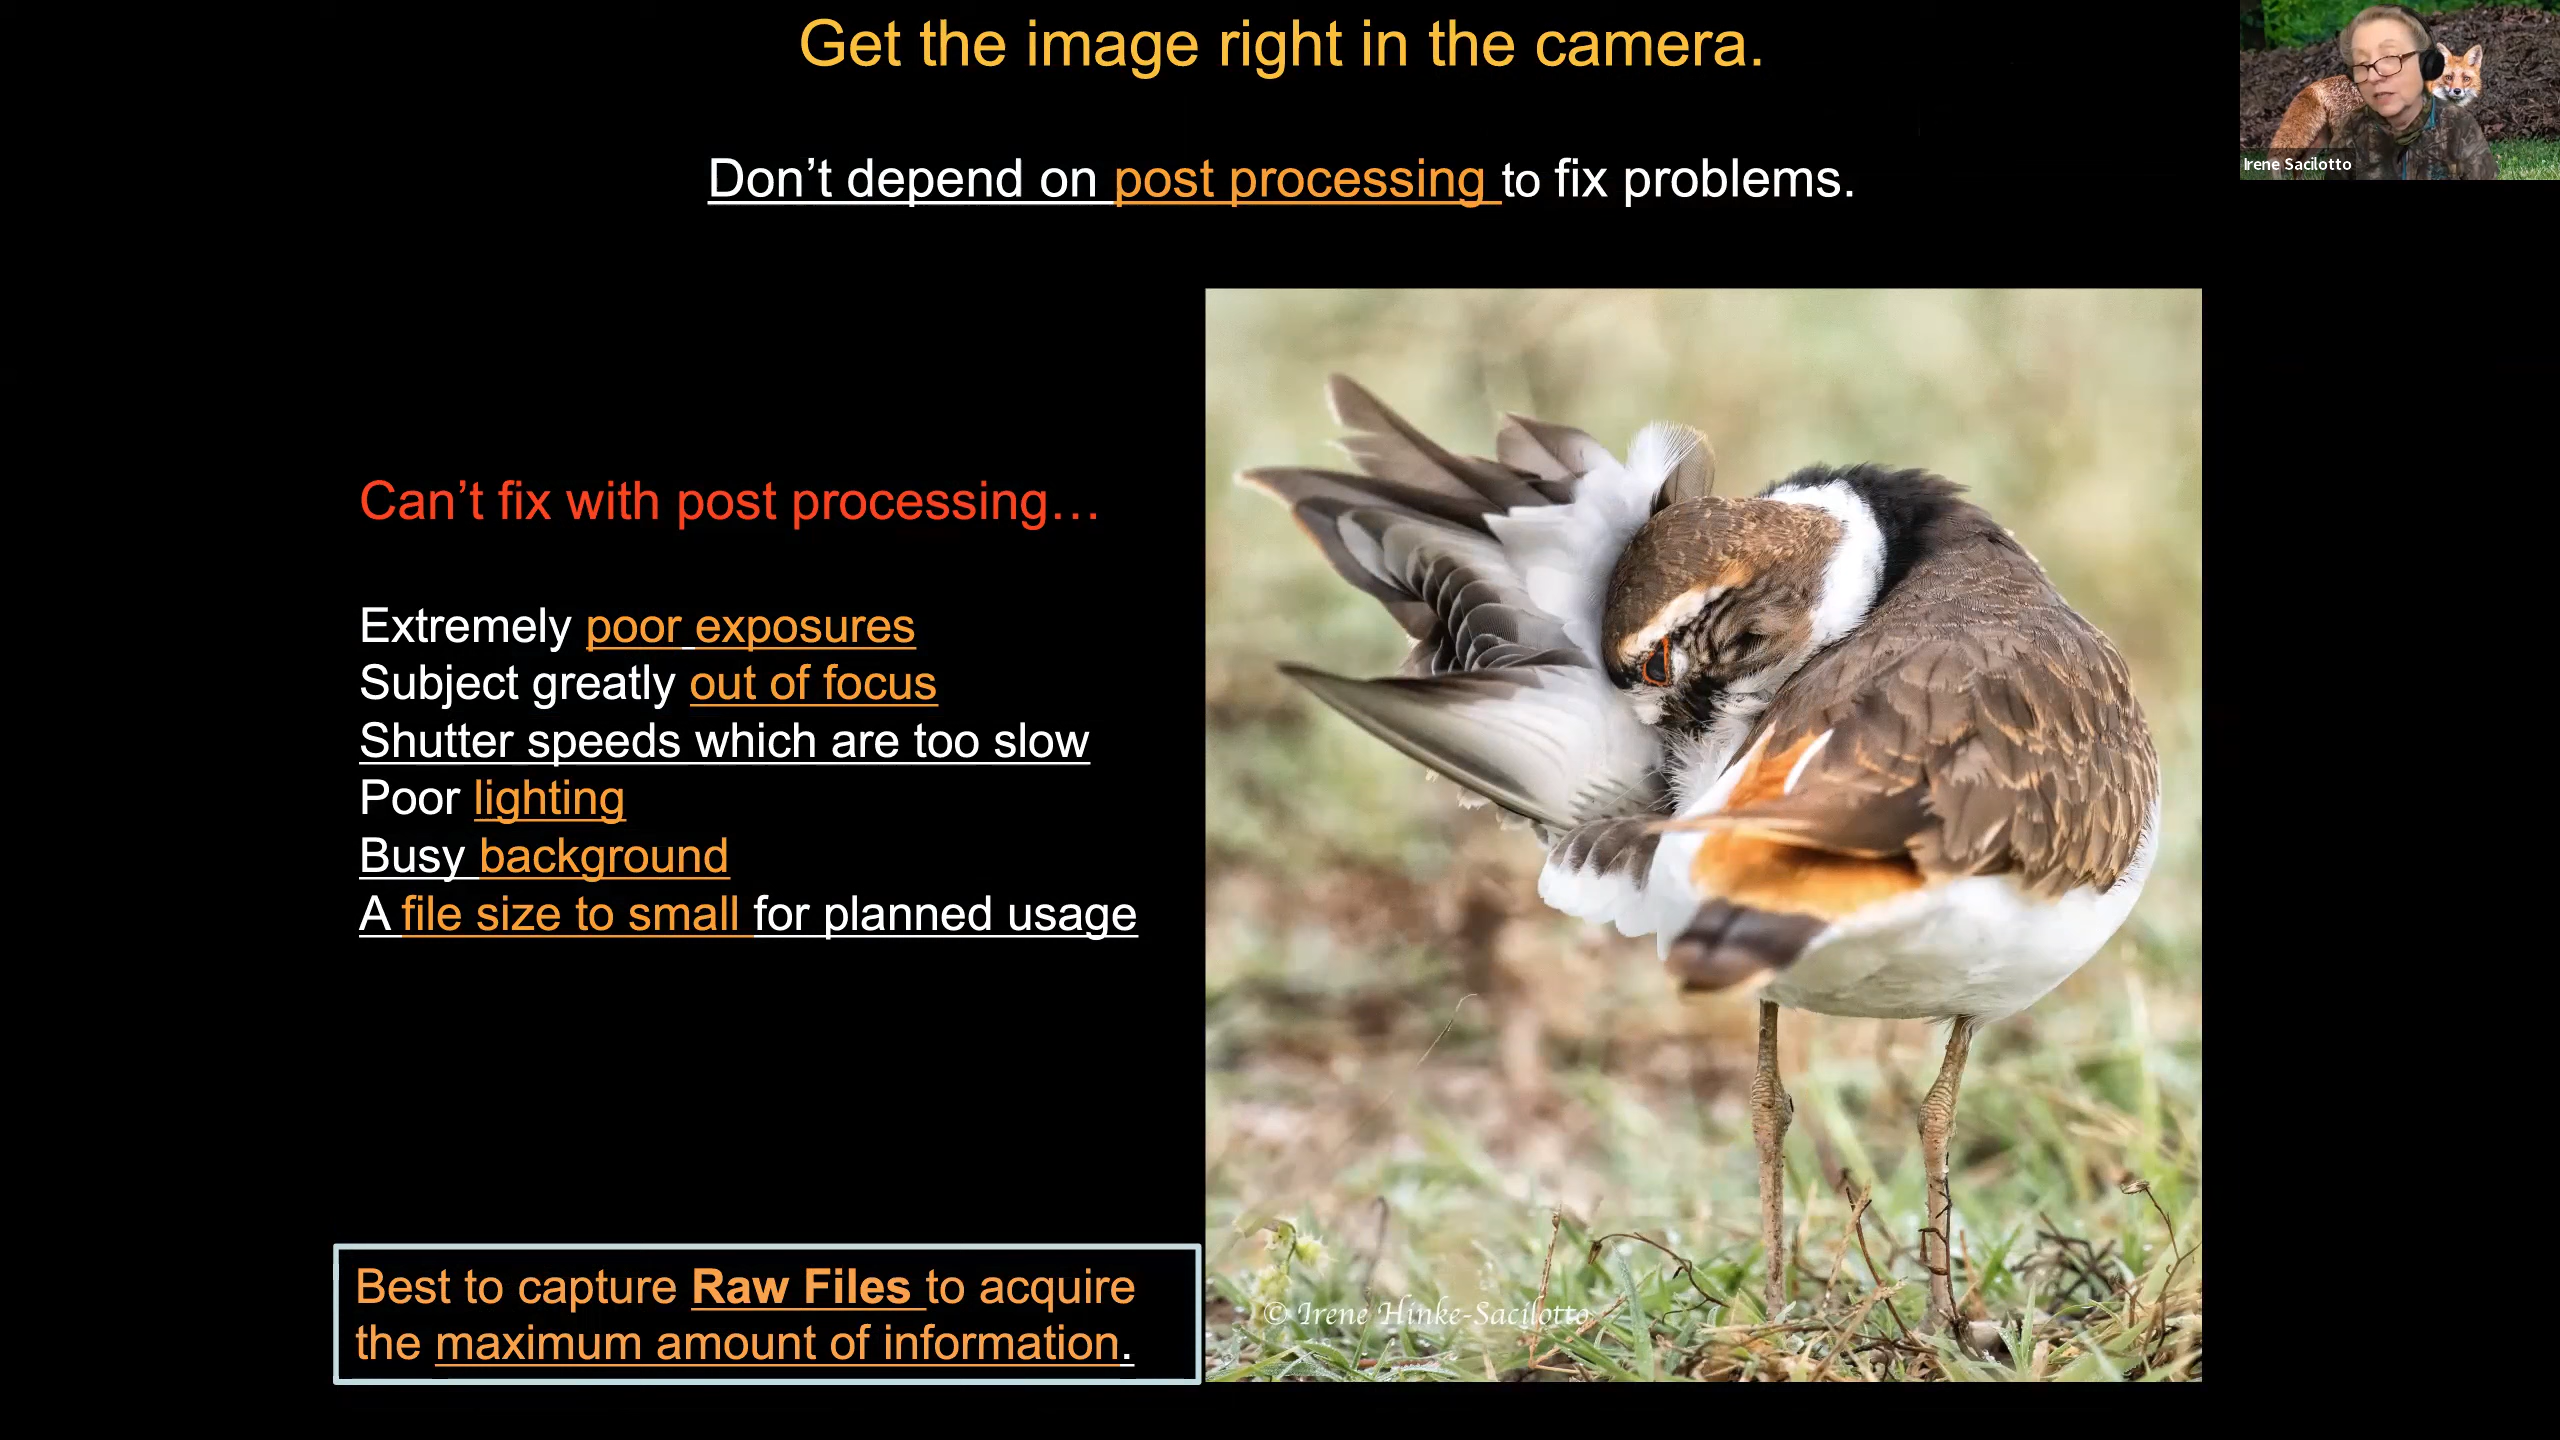 Get the image right in the camera.
Don’t depend on post processing to fix problems.
Irene Sacilotto
Can’t fix with post processing…
Extremely poor exposures
Subject greatly out of focus
Shutter speeds which are too slow
Poor lighting
Busy background
A file size to small for planned usage
Best to capture Raw Files to acquire
the maximum amount of information.
© Irene Hinke-Sacilotto